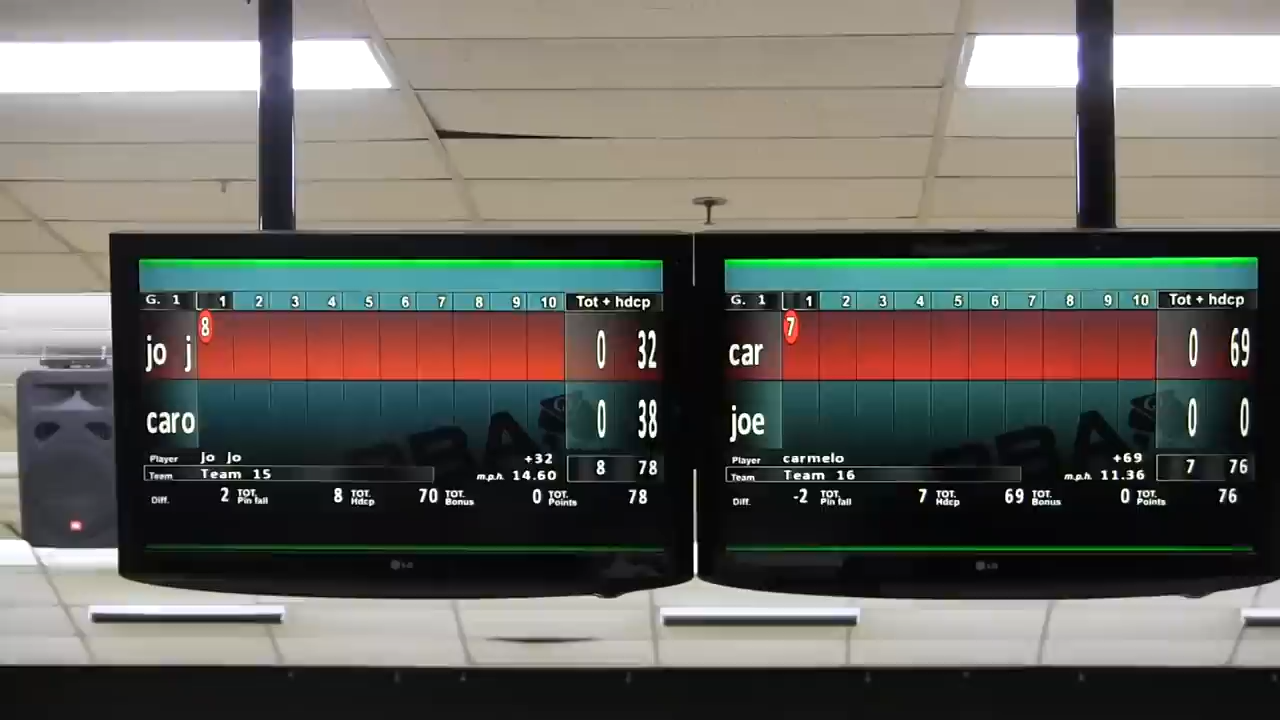 G. 1 1 2 3 4 5 6 7 8 9 10 Tot + hdcp
8
jo j 0 32
caro 0 38
Player Jo Jo +32
Team Team 15 m.p.h. 14.60 8 78
Diff. 2 TOT. Pin fall 8 TOT. Hdcp 70 TOT. Bonus 0 TOT. Points 78
LG
G. 1 1 2 3 4 5 6 7 8 9 10 Tot + hdcp
7
car 0 69
joe 0 0
Player carmelo +69
Team Team 16 m.p.h. 11.36 7 76
Diff. -2 TOT. Pin fall 7 TOT. Hdcp 69 TOT. Bonus 0 TOT. Points 76
LG